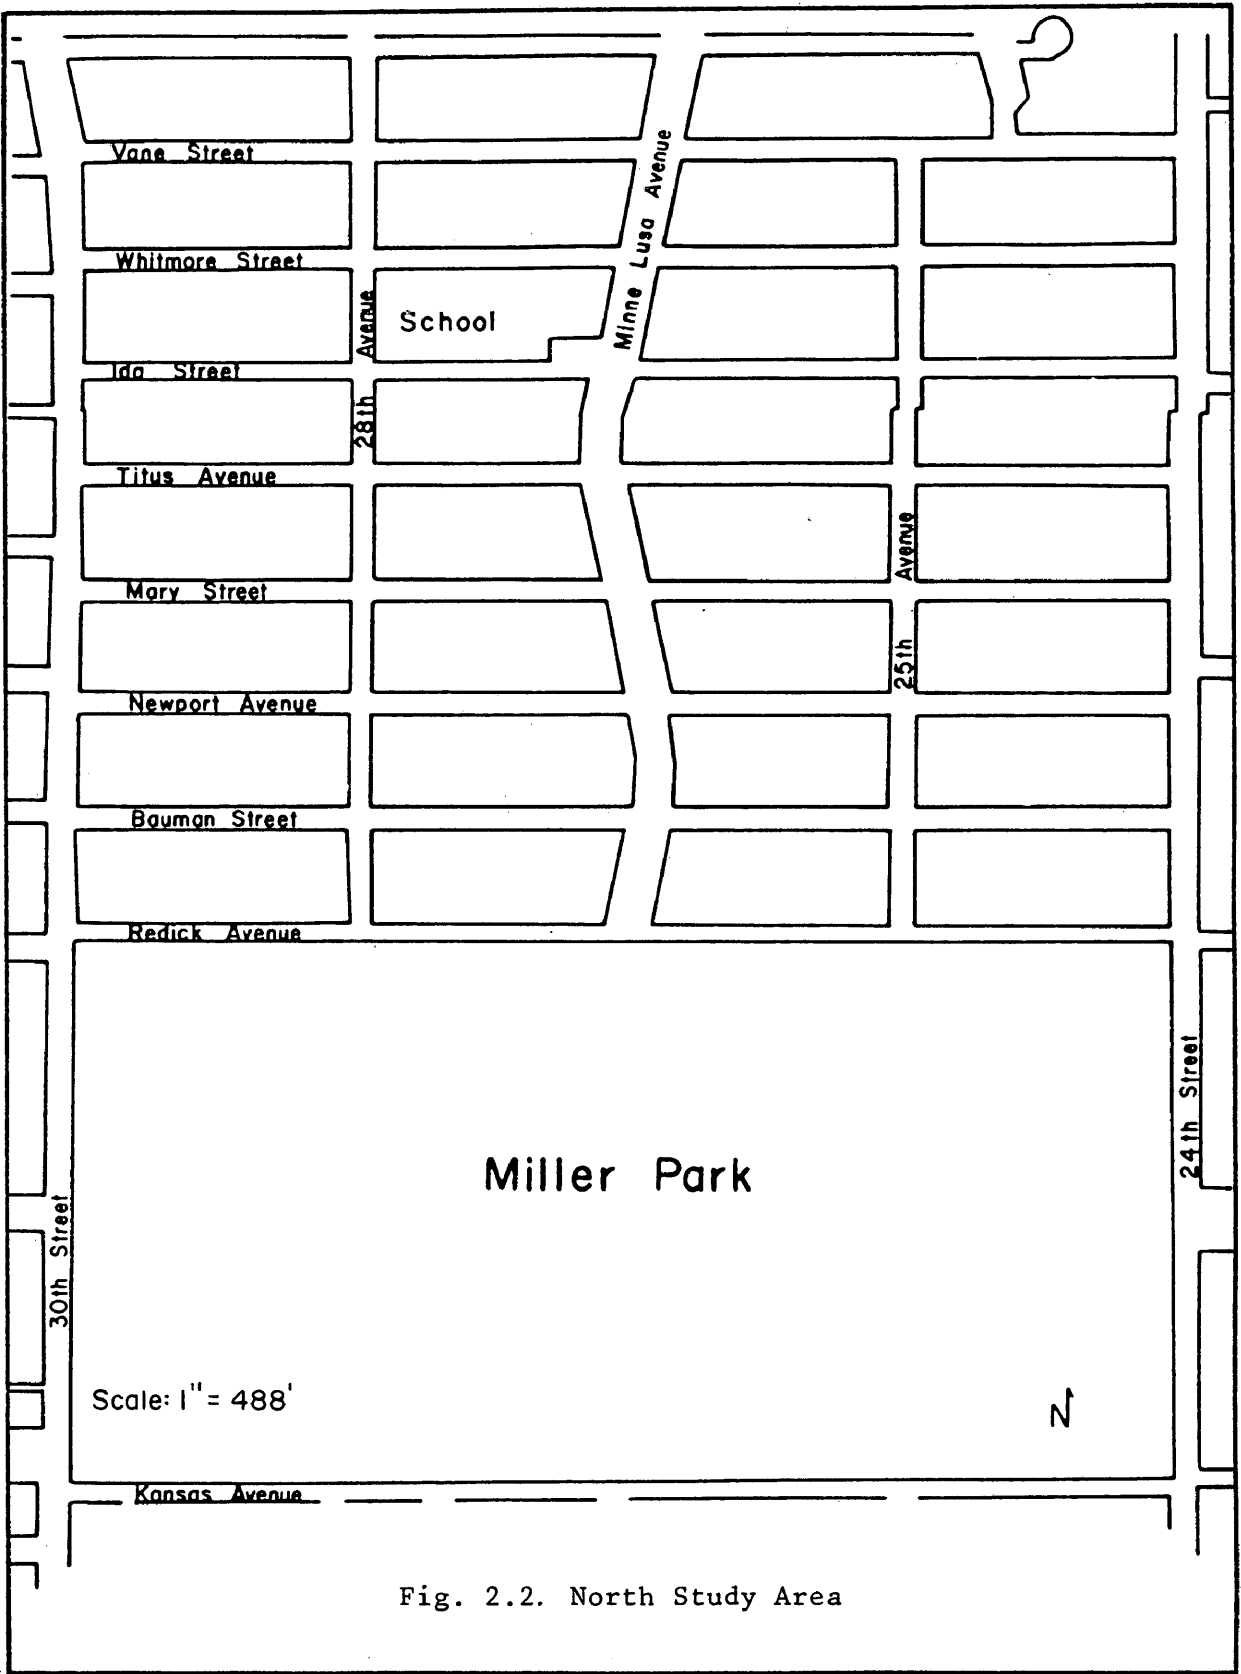 Vane Street
Minne Lusa Avenue
Whitmore Street
School
28th Avenue
Ida Street
Titus Avenue
25th Avenue
Mary Street
Newport Avenue
Bauman Street
Redick Avenue
24th Street
Miller Park
30th Street
Scale: 1" = 488'
N
Kansas Avenue
Fig. 2.2. North Study Area